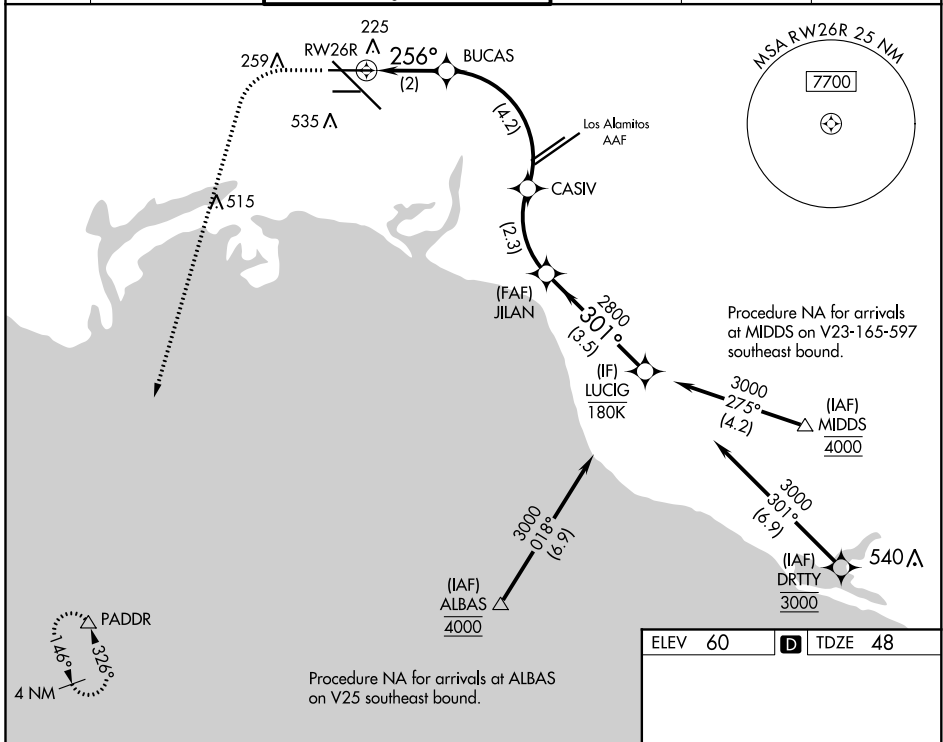 225
RW26R
259
256°
BUCAS
(2)
MSA RW26R 25 NM
7700
535
(4.2)
Los Alamitos
AAF
CASIV
515
(2.3)
(FAF)
JILAN
2800
301°
(3.5)
Procedure NA for arrivals
at MIDDS on V23-165-597
southeast bound.
(IF)
LUCIG
180K
3000
275°
(4.2)
(IAF)
MIDDS
4000
3000
018°
(6.9)
3000
301°
(6.9)
(IAF)
DRTTY
3000
540
(IAF)
ALBAS
4000
PADDR
146°
326°
4 NM
Procedure NA for arrivals at ALBAS
on V25 southeast bound.
ELEV 60 D TDZE 48